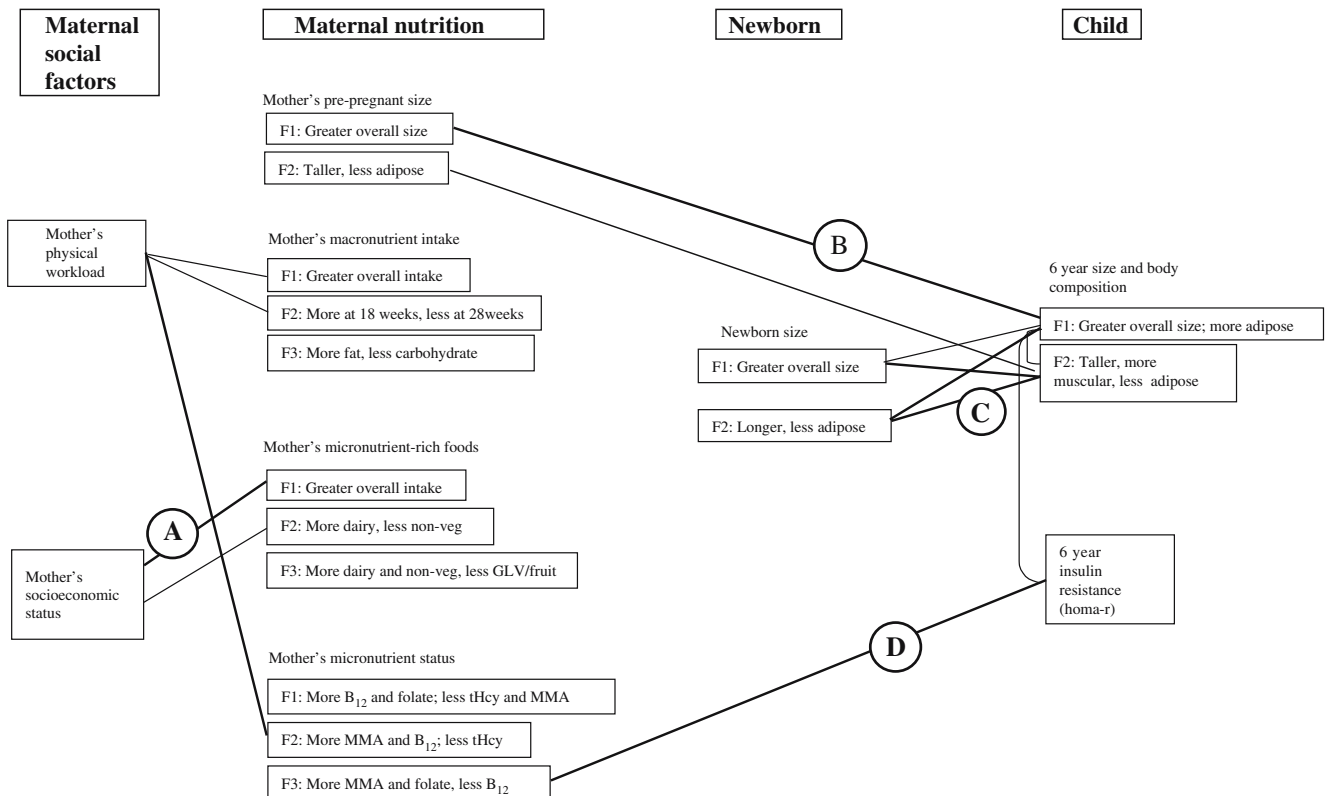 Maternal
social
factors
Maternal nutrition
Newborn
Child
Mother's pre-pregnant size
F1: Greater overall size
F2: Taller, less adipose
Mother's
physical
workload
Mother's macronutrient intake
F1: Greater overall intake
F2: More at 18 weeks, less at 28weeks
F3: More fat, less carbohydrate
B
6 year size and body
composition
F1: Greater overall size; more adipose
F2: Taller, more
muscular, less adipose
Newborn size
F1: Greater overall size
F2: Longer, less adipose
C
Mother's micronutrient-rich foods
F1: Greater overall intake
F2: More dairy, less non-veg
F3: More dairy and non-veg, less GLV/fruit
A
Mother's
socioeconomic
status
6 year
insulin
resistance
(homa-r)
D
Mother's micronutrient status
F1: More B12 and folate; less tHcy and MMA
F2: More MMA and B12; less tHcy
F3: More MMA and folate, less B12